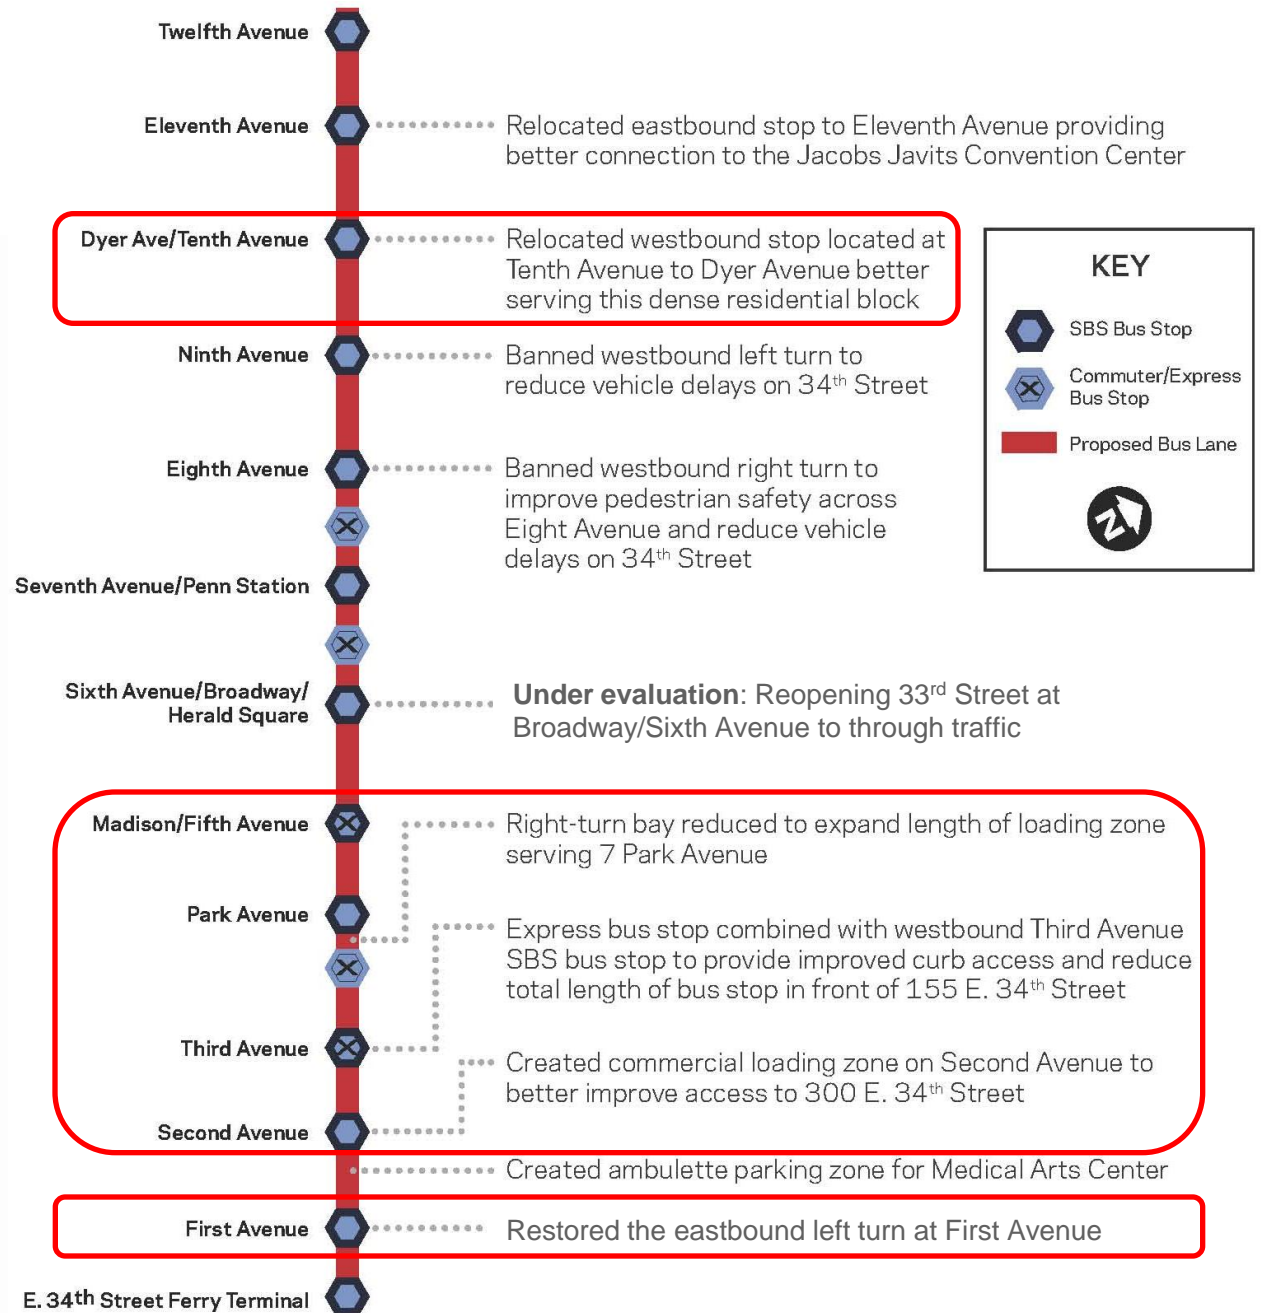 Twelfth Avenue
Eleventh Avenue
Relocated eastbound stop to Eleventh Avenue providing
better connection to the Jacobs Javits Convention Center
Dyer Ave/Tenth Avenue
Relocated westbound stop located at
Tenth Avenue to Dyer Avenue better
serving this dense residential block
KEY
SBS Bus Stop
Commuter/Express
Bus Stop
Proposed Bus Lane
N
Ninth Avenue
Banned westbound left turn to
reduce vehicle delays on 34th Street
Eighth Avenue
Banned westbound right turn to
improve pedestrian safety across
Eight Avenue and reduce vehicle
delays on 34th Street
Seventh Avenue/Penn Station
Sixth Avenue/Broadway/
Herald Square
Under evaluation: Reopening 33rd Street at
Broadway/Sixth Avenue to through traffic
Madison/Fifth Avenue
Right-turn bay reduced to expand length of loading zone
serving 7 Park Avenue
Park Avenue
Express bus stop combined with westbound Third Avenue
SBS bus stop to provide improved curb access and reduce
total length of bus stop in front of 155 E. 34th Street
Third Avenue
Created commercial loading zone on Second Avenue to
better improve access to 300 E. 34th Street
Second Avenue
Created ambulette parking zone for Medical Arts Center
First Avenue
Restored the eastbound left turn at First Avenue
E. 34th Street Ferry Terminal